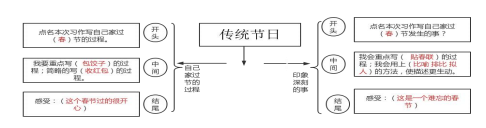 传统节日
点名本次习作写自己家过
（春）节的过程。
开头
我要重点写（ 包饺子）的过
程；简略的写（收红包）的过
程。
中间
感受：（这个春节过的很开
心）
结尾
自己
家过
节的
过程
印象
深刻
的事
开头
点名本次习作写自己家过
（春）节发生的事？
中间
我会重点写（ 贴春联）的过
程；我会用上（比喻 排比 拟
人）的方法，使描述更生动。
结尾
感受：（这是一个难忘的春
节）